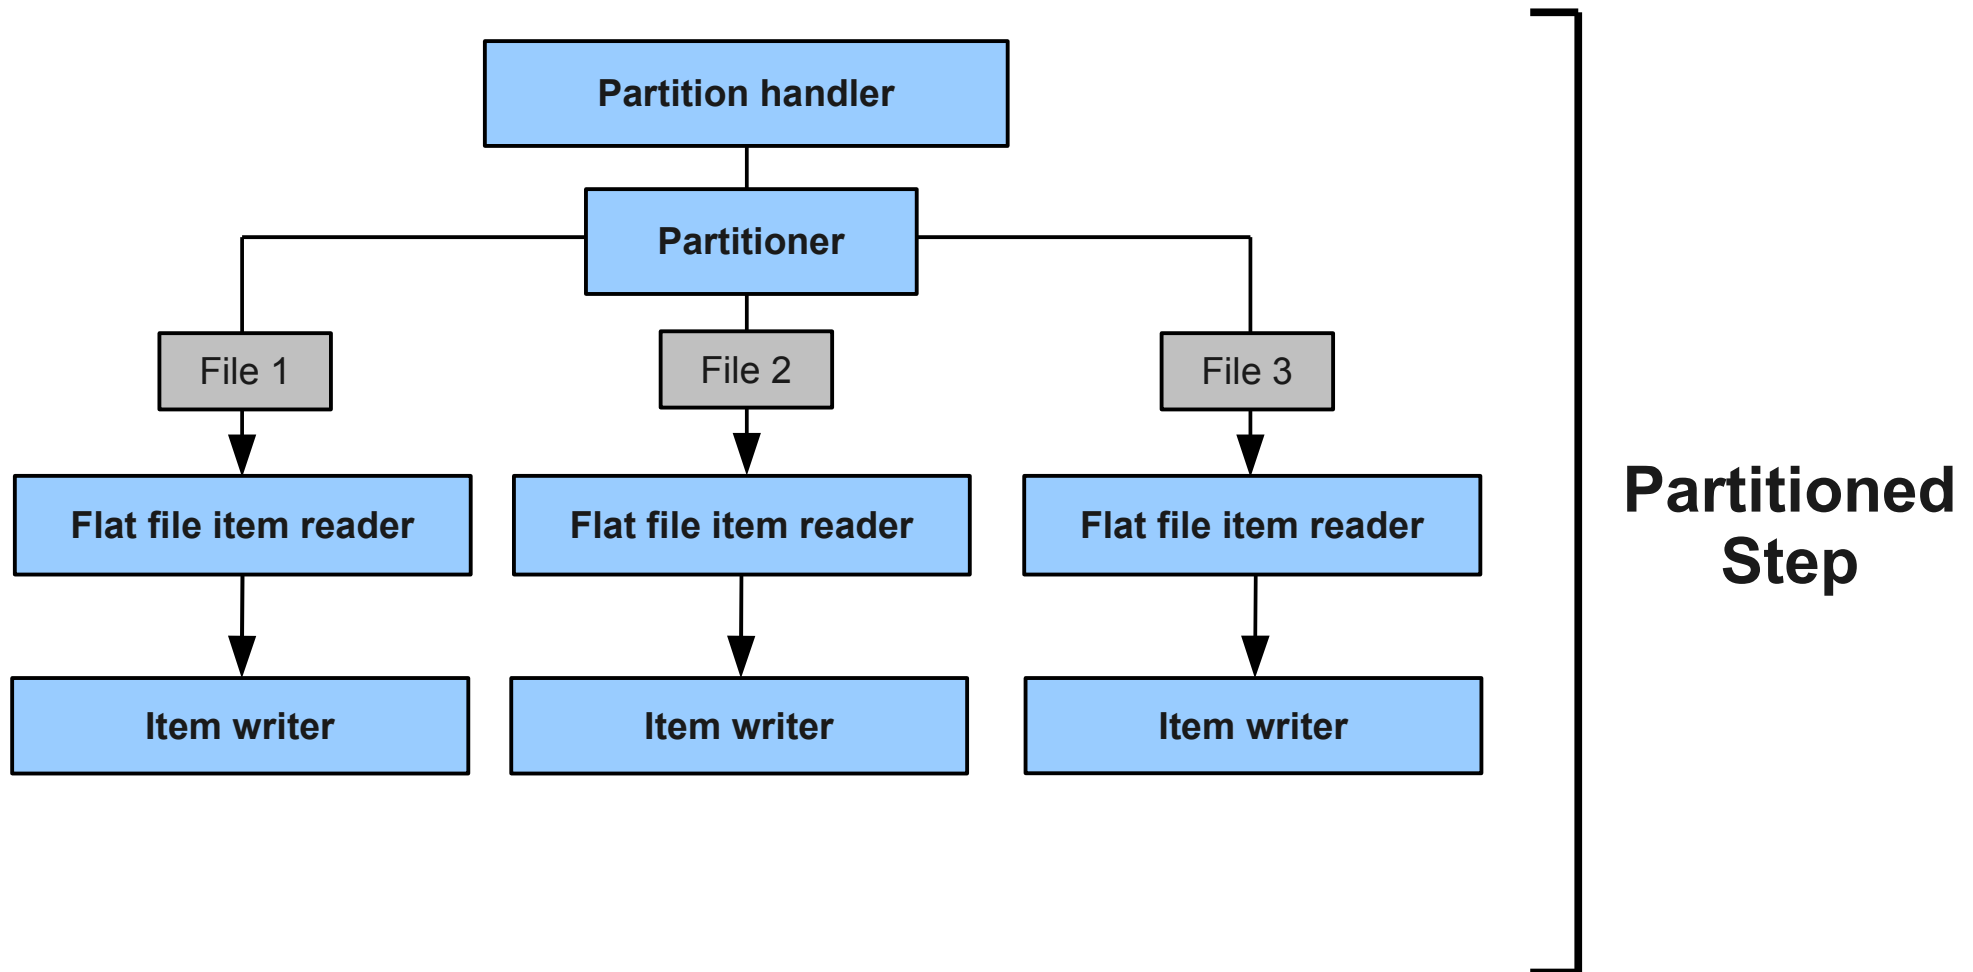 Partition handler
Partitioner
File 1
File 2
File 3
Flat file item reader
Flat file item reader
Flat file item reader
Item writer
Item writer
Item writer
Partitioned
Step